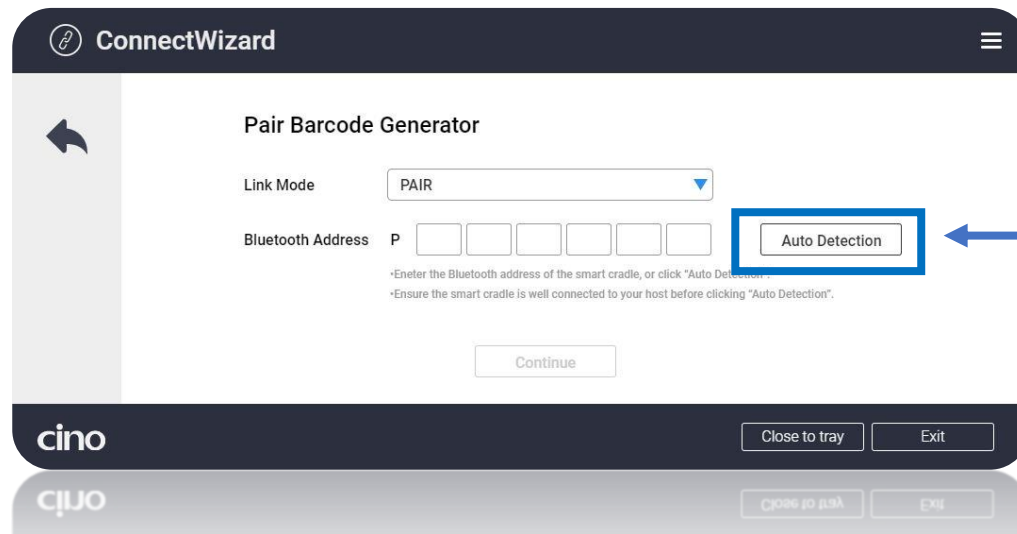 ConnectWizard
Pair Barcode Generator
Link Mode PAIR
Bluetooth Address P Auto Detection
•Eneter the Bluetooth address of the smart cradle, or click "Auto Detection".
•Ensure the smart cradle is well connected to your host before clicking "Auto Detection".
Continue
cino Close to tray Exit